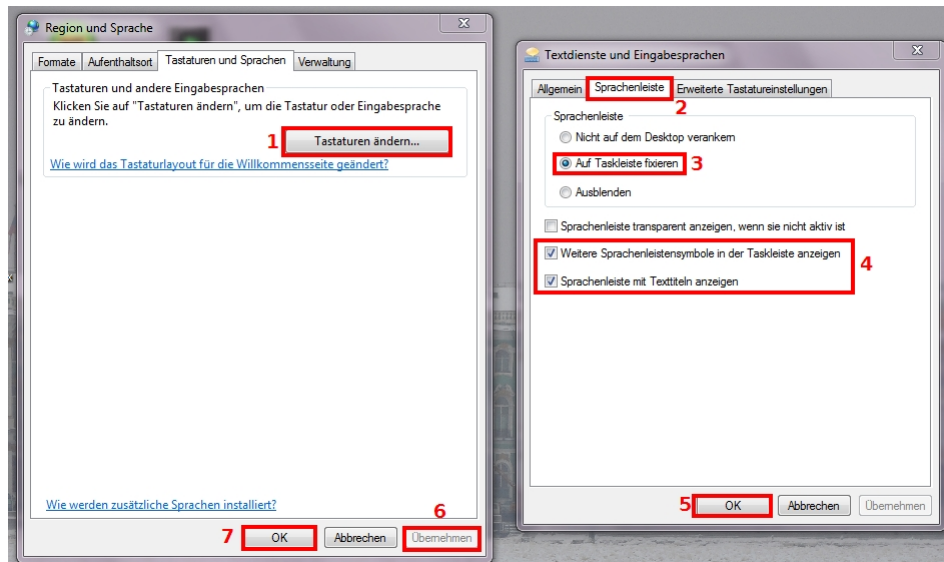 Region und Sprache
Formate Aufenthaltsort Tastaturen und Sprachen Verwaltung
Tastaturen und andere Eingabesprachen
Klicken Sie auf "Tastaturen ändern", um die Tastatur oder Eingabesprache
zu ändern.
1 Tastaturen ändern...
Wie wird das Tastaturlayout für die Willkommensseite geändert?
Wie werden zusätzliche Sprachen installiert?
6
7 OK Abbrechen Übernehmen
Textdienste und Eingabesprachen
Allgemein Sprachenleiste Erweiterte Tastatureinstellungen
2
Sprachenleiste
Nicht auf dem Desktop verankern
Auf Taskleiste fixieren 3
Ausblenden
Sprachenleiste transparent anzeigen, wenn sie nicht aktiv ist
Weitere Sprachenleistensymbole in der Taskleiste anzeigen
4
Sprachenleiste mit Texttiteln anzeigen
5 OK Abbrechen Übernehmen